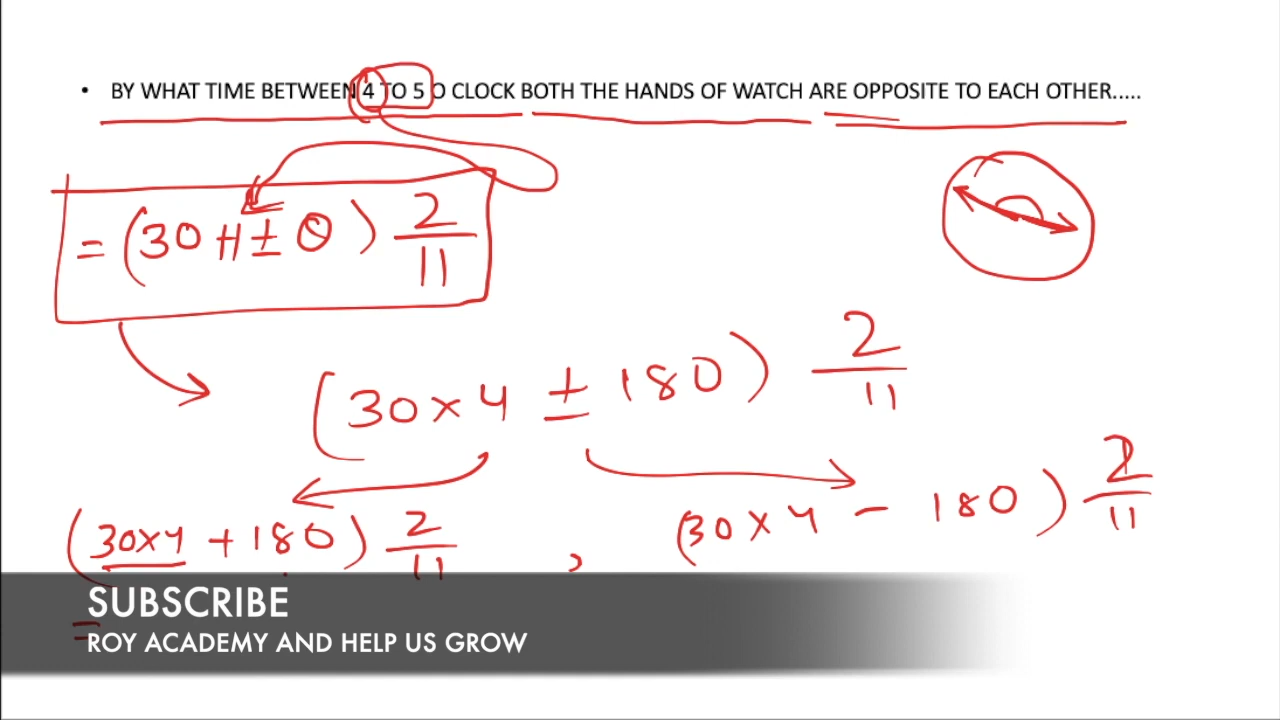 • BY WHAT TIME BETWEEN 4 TO 5 O CLOCK BOTH THE HANDS OF WATCH ARE OPPOSITE TO EACH OTHER.....
= (30H ± θ) 2/11
(30 × 4 ± 180) 2/11
(30×4 + 180) 2/11 , (30 × 4 - 180) 2/11
=
SUBSCRIBE
ROY ACADEMY AND HELP US GROW